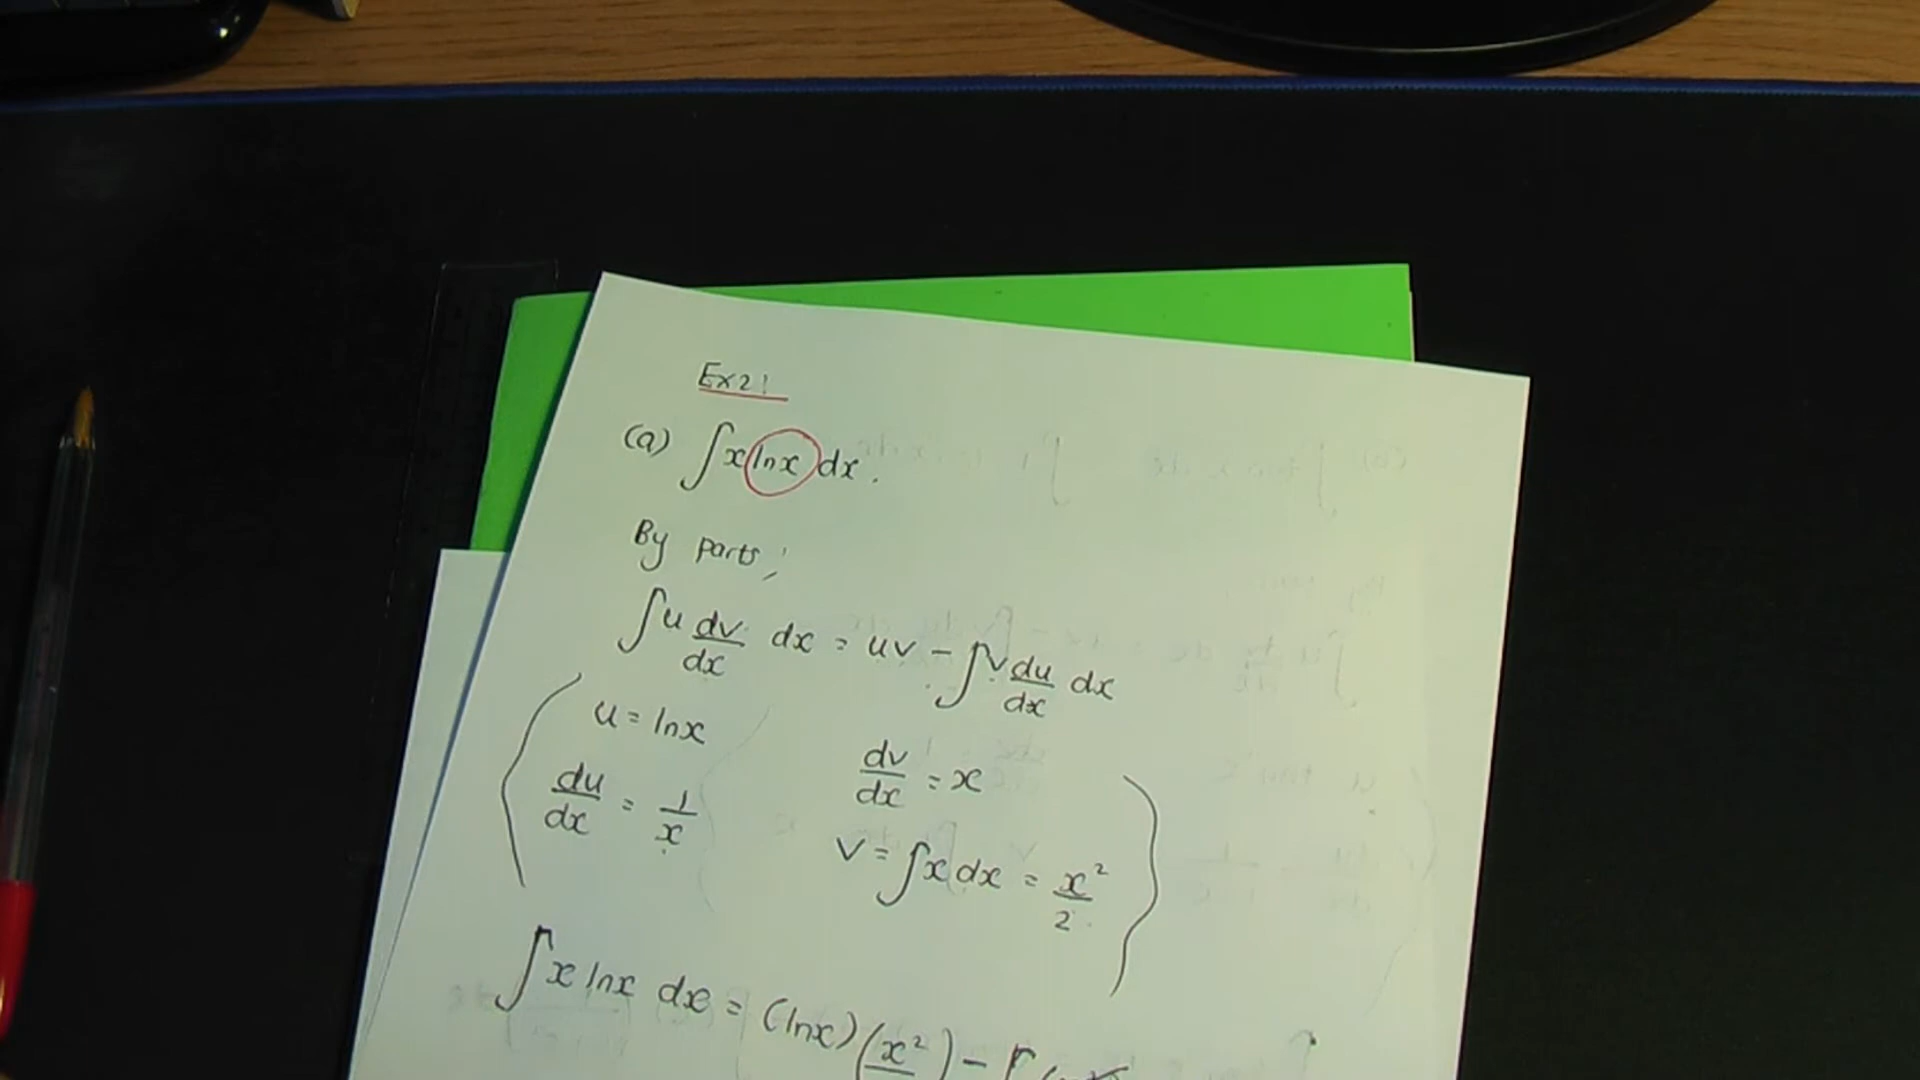 Ex2:
(a) ∫x lnx dx.
By parts;
∫u dv/dx dx = uv - ∫v du/dx dx
u = lnx
du/dx = 1/x
dv/dx = x
v = ∫x dx = x²/2
∫x lnx dx = (lnx)(x²) - ∫